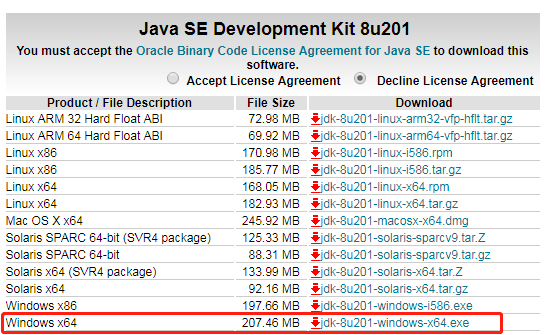 Java SE Development Kit 8u201
You must accept the Oracle Binary Code License Agreement for Java SE to download this
software.
Accept License Agreement Decline License Agreement
Product / File Description File Size Download
Linux ARM 32 Hard Float ABI 72.98 MB jdk-8u201-linux-arm32-vfp-hflt.tar.gz
Linux ARM 64 Hard Float ABI 69.92 MB jdk-8u201-linux-arm64-vfp-hflt.tar.gz
Linux x86 170.98 MB jdk-8u201-linux-i586.rpm
Linux x86 185.77 MB jdk-8u201-linux-i586.tar.gz
Linux x64 168.05 MB jdk-8u201-linux-x64.rpm
Linux x64 182.93 MB jdk-8u201-linux-x64.tar.gz
Mac OS X x64 245.92 MB jdk-8u201-macosx-x64.dmg
Solaris SPARC 64-bit (SVR4 package) 125.33 MB jdk-8u201-solaris-sparcv9.tar.Z
Solaris SPARC 64-bit 88.31 MB jdk-8u201-solaris-sparcv9.tar.gz
Solaris x64 (SVR4 package) 133.99 MB jdk-8u201-solaris-x64.tar.Z
Solaris x64 92.16 MB jdk-8u201-solaris-x64.tar.gz
Windows x86 197.66 MB jdk-8u201-windows-i586.exe
Windows x64 207.46 MB jdk-8u201-windows-x64.exe